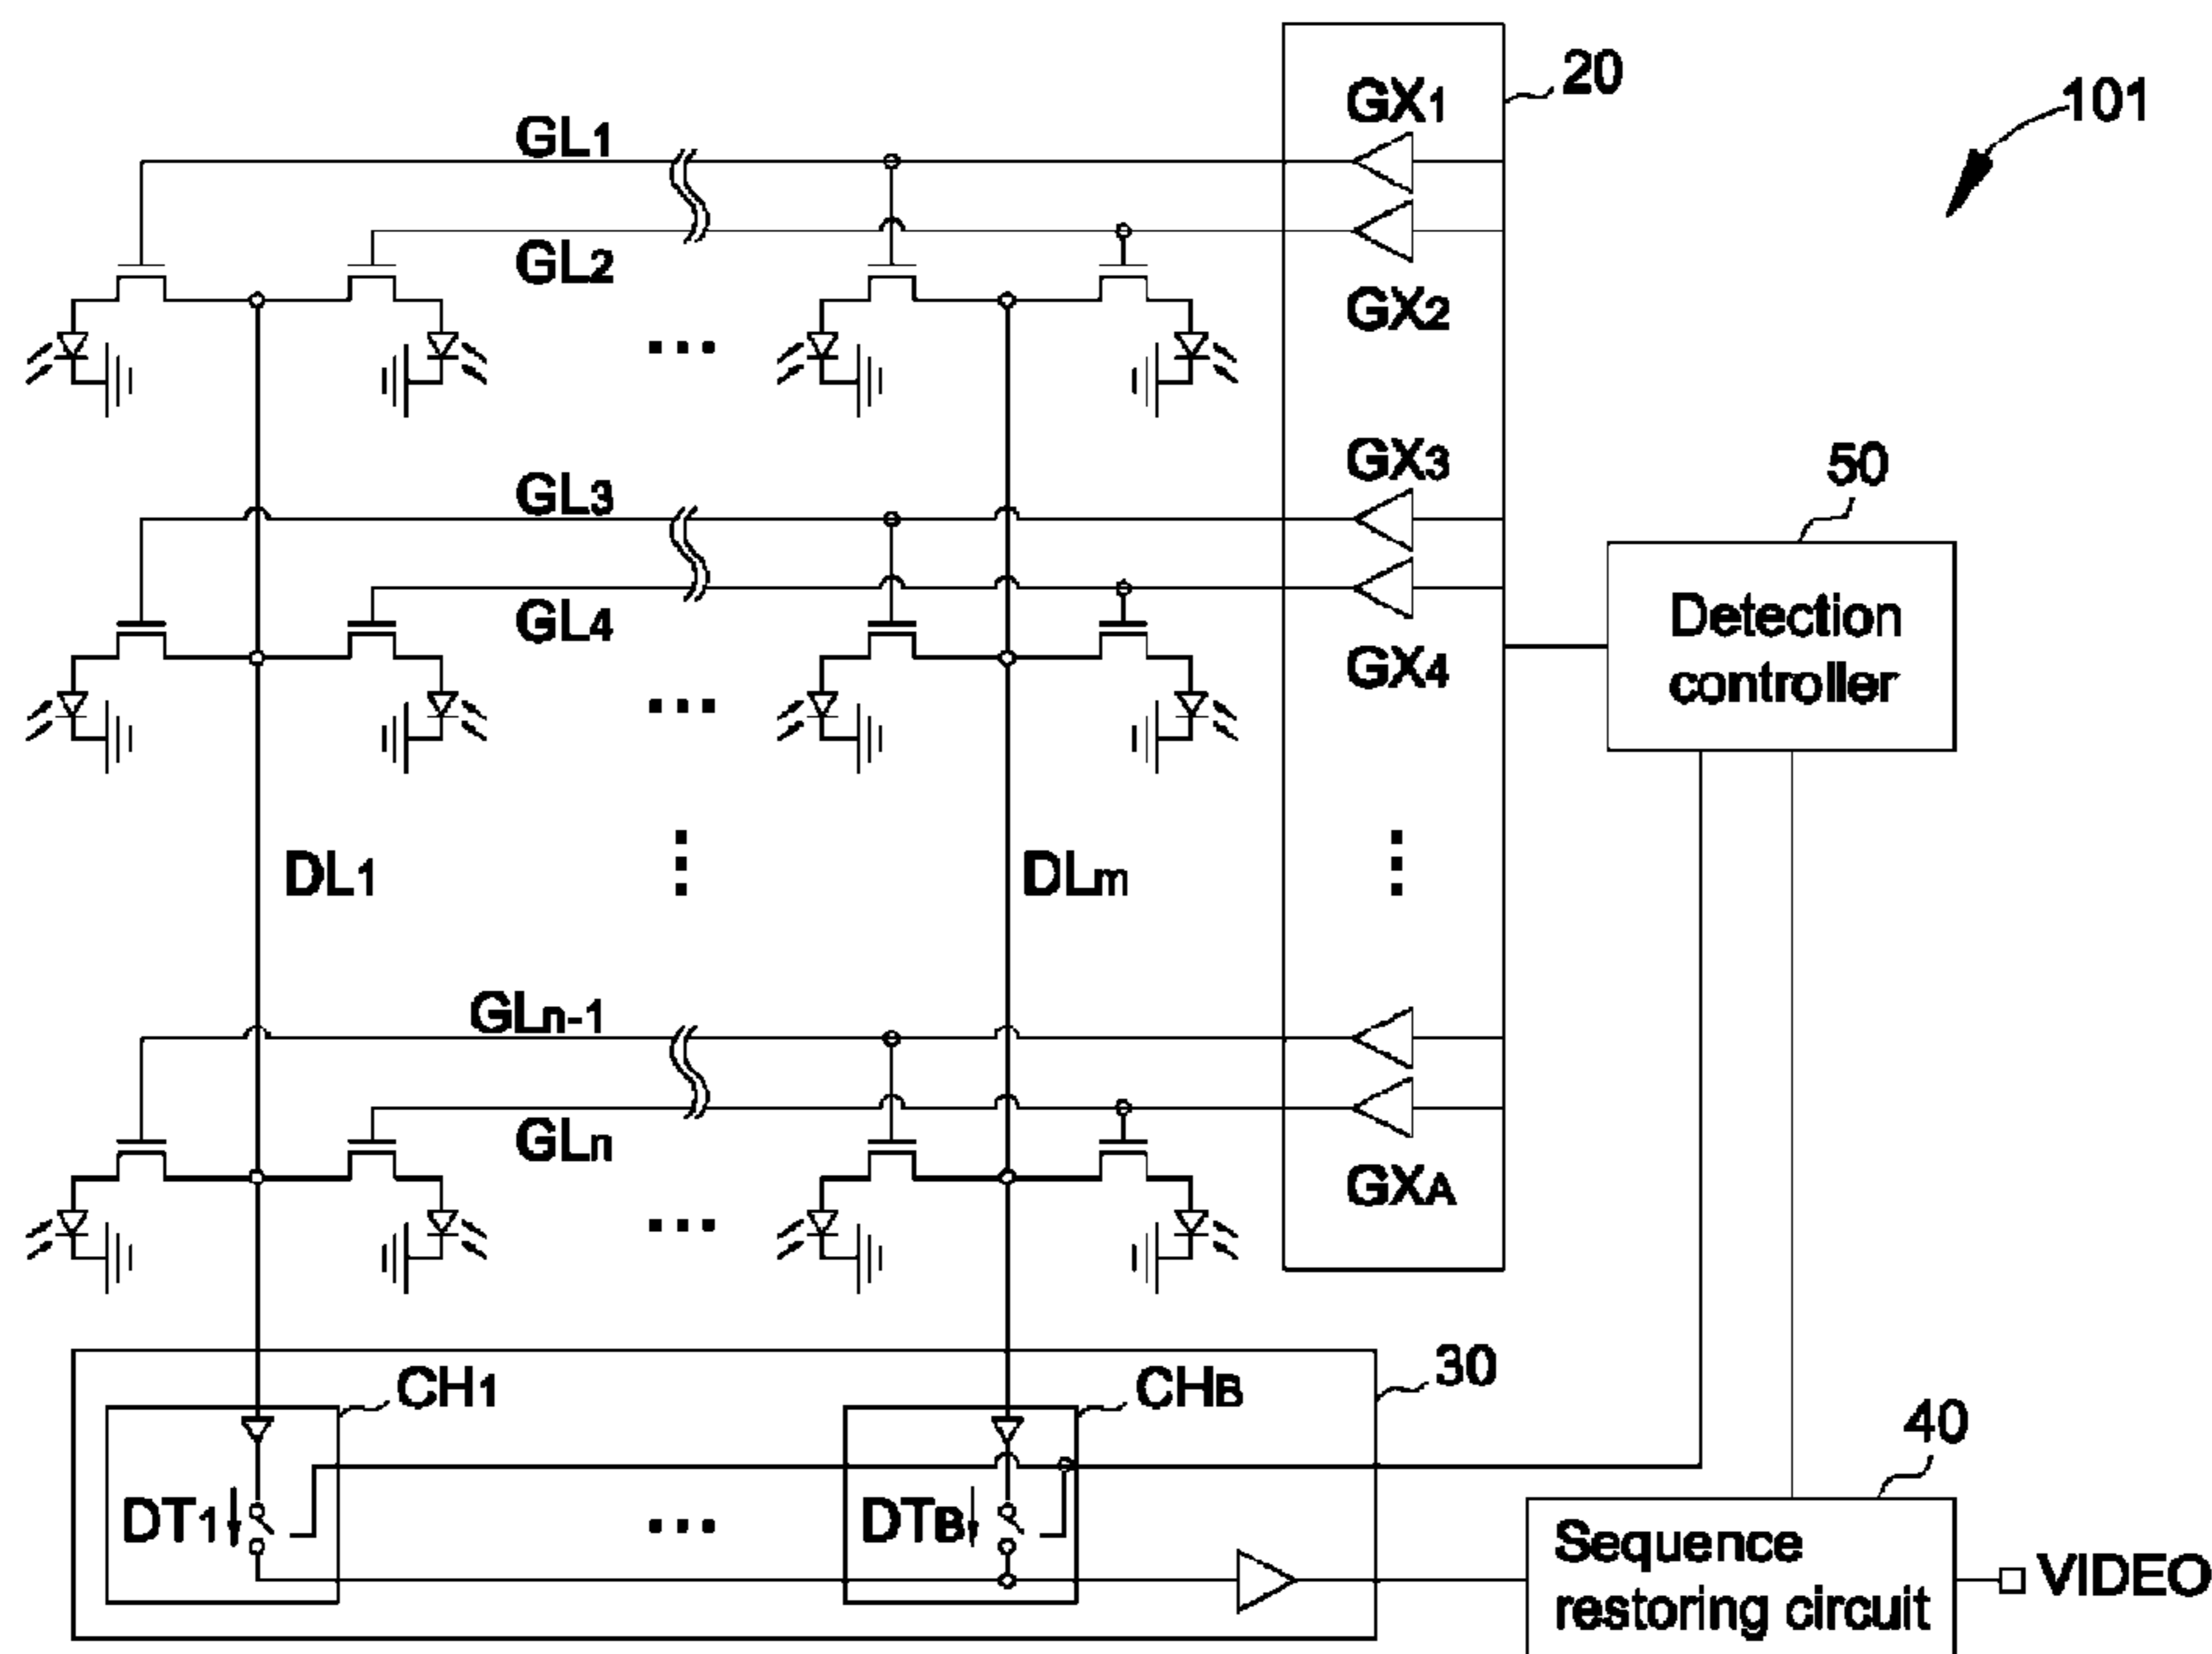 GX1
20
101
GL1
GL2
GX2
GX3
50
GL3
Detection
controller
GL4
GX4
DL1
DLm
GLn-1
GLn
GXA
30
CH1
CHB
40
DT1
DTB
Sequence
restoring circuit
VIDEO